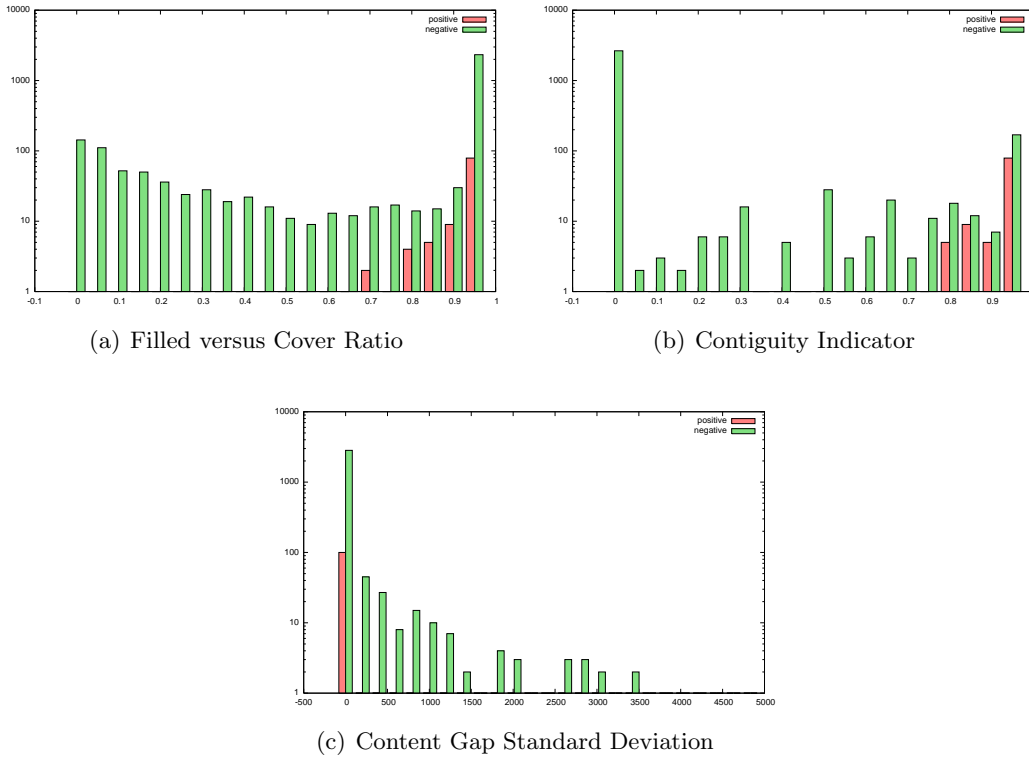 10000
positive
negative
1000
100
10
1
-0.1 0 0.1 0.2 0.3 0.4 0.5 0.6 0.7 0.8 0.9 1
(a) Filled versus Cover Ratio
10000
positive
negative
1000
100
10
1
-0.1 0 0.1 0.2 0.3 0.4 0.5 0.6 0.7 0.8 0.9
(b) Contiguity Indicator
10000
positive
negative
1000
100
10
1
-500 0 500 1000 1500 2000 2500 3000 3500 4000 4500 5000
(c) Content Gap Standard Deviation